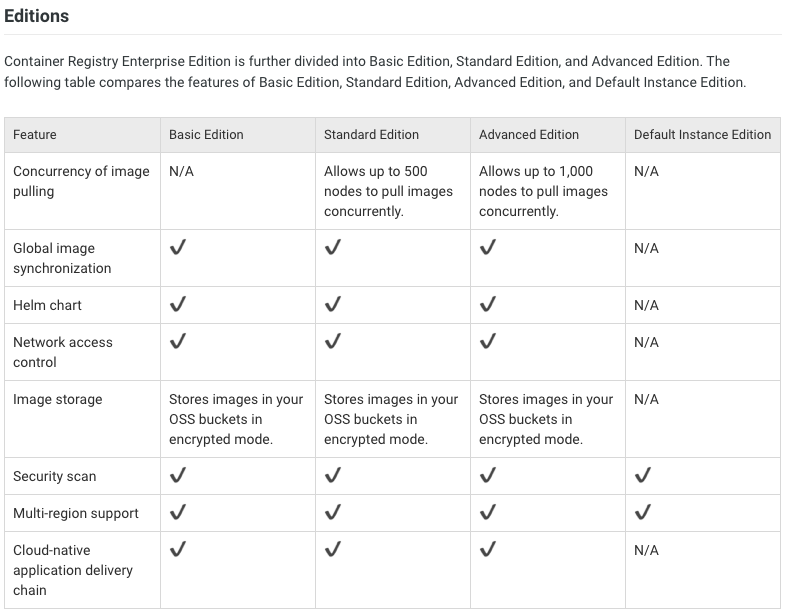 Editions
Container Registry Enterprise Edition is further divided into Basic Edition, Standard Edition, and Advanced Edition. The
following table compares the features of Basic Edition, Standard Edition, Advanced Edition, and Default Instance Edition.
Feature Basic Edition Standard Edition Advanced Edition Default Instance Edition
Concurrency of image N/A Allows up to 500 Allows up to 1,000 N/A
pulling nodes to pull images nodes to pull images
concurrently. concurrently.
Global image ✔ ✔ ✔ N/A
synchronization
Helm chart ✔ ✔ ✔ N/A
Network access ✔ ✔ ✔ N/A
control
Image storage Stores images in your Stores images in your Stores images in your N/A
OSS buckets in OSS buckets in OSS buckets in
encrypted mode. encrypted mode. encrypted mode.
Security scan ✔ ✔ ✔ ✔
Multi-region support ✔ ✔ ✔ ✔
Cloud-native ✔ ✔ ✔ N/A
application delivery
chain